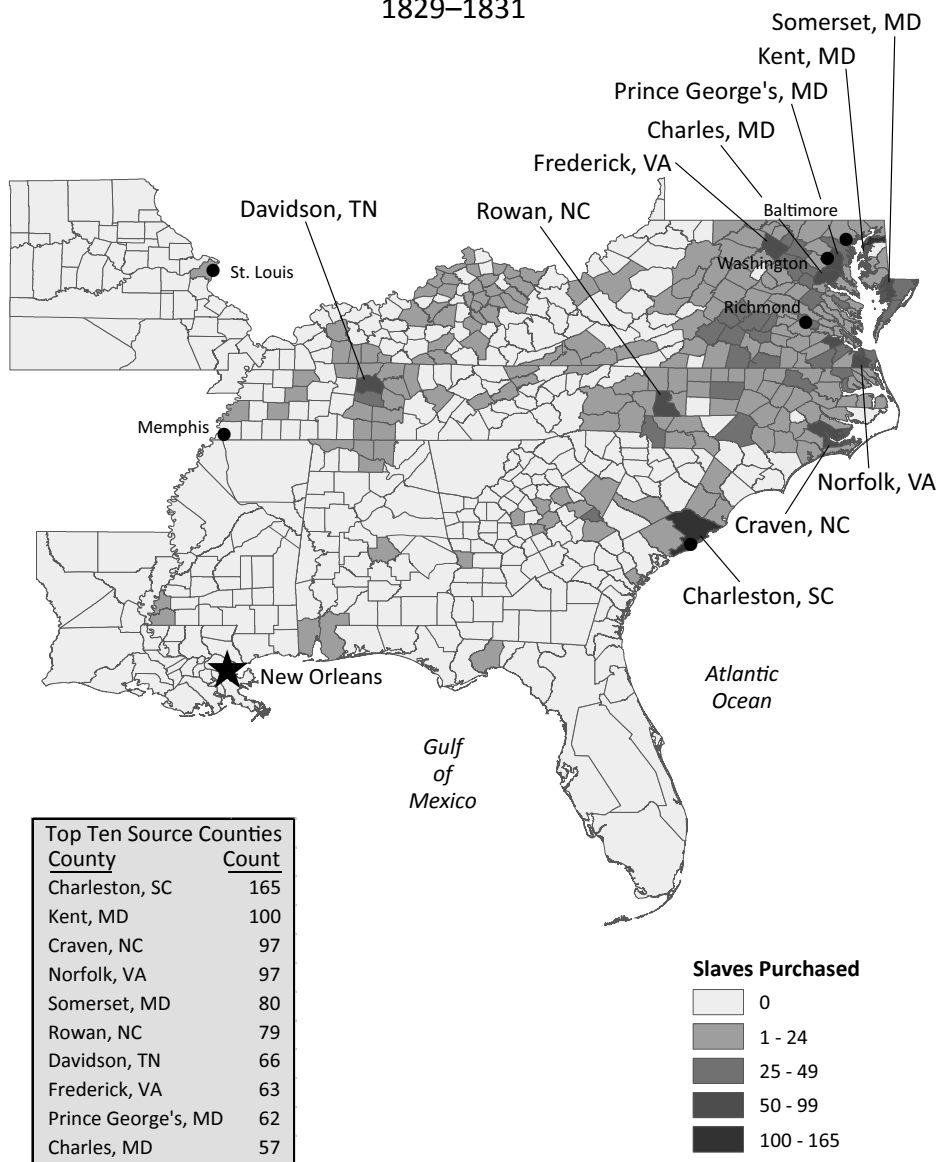 1829–1831
Somerset, MD
Kent, MD
Prince George's, MD
Charles, MD
Frederick, VA
Davidson, TN
Rowan, NC
Baltimore
Washington
St. Louis
Richmond
Memphis
Norfolk, VA
Craven, NC
Charleston, SC
New Orleans
Atlantic
Ocean
Gulf
of
Mexico
Top Ten Source Counties
County Count
Charleston, SC 165
Kent, MD 100
Craven, NC 97
Norfolk, VA 97
Somerset, MD 80
Rowan, NC 79
Davidson, TN 66
Frederick, VA 63
Prince George's, MD 62
Charles, MD 57
Slaves Purchased
0
1 - 24
25 - 49
50 - 99
100 - 165